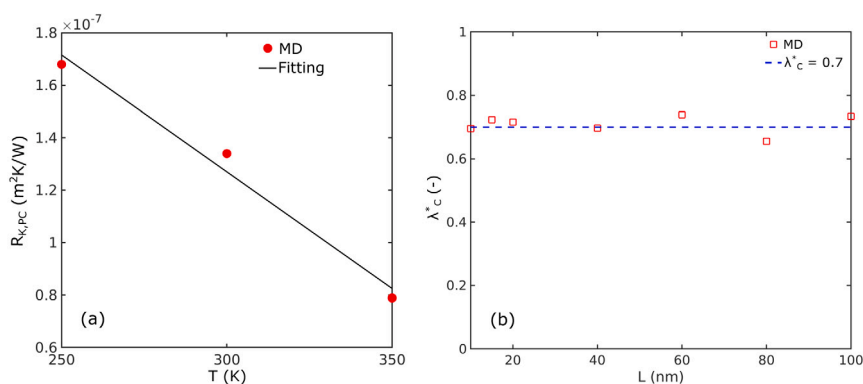 ×10⁻⁷
1.8
1.6
1.4
1.2
1
0.8
0.6
R_K,PC (m²K/W)
MD
Fitting
(a)
250
300
350
T (K)
1
0.8
0.6
0.4
0.2
0
λ*_C (-)
MD
λ*_C = 0.7
(b)
20
40
60
80
100
L (nm)